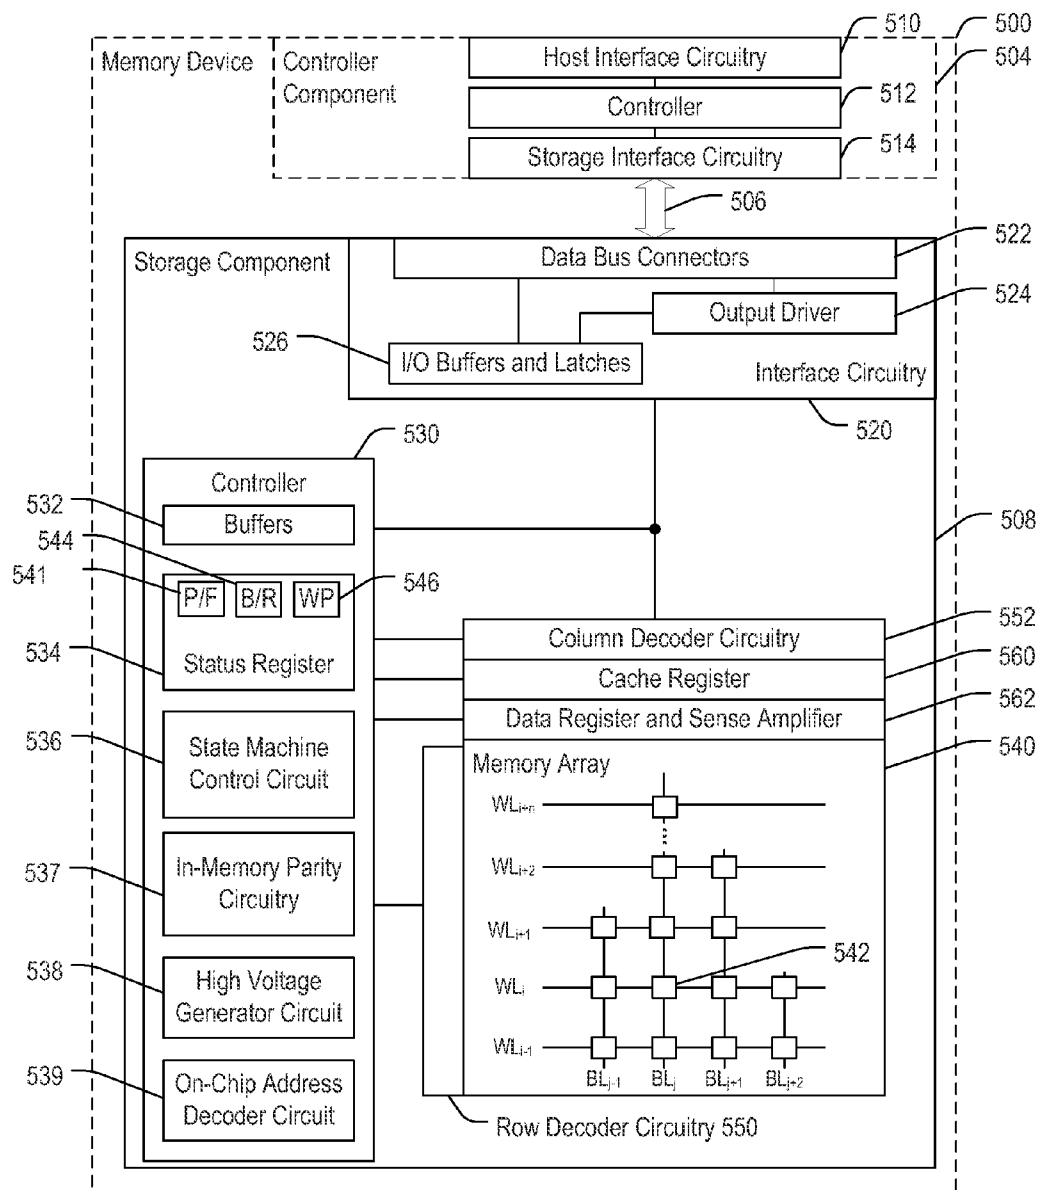 510
500
Memory Device
Controller
Component
Host Interface Circuitry
504
Controller
512
Storage Interface Circuitry
514
506
Storage Component
Data Bus Connectors
522
Output Driver
524
526
I/O Buffers and Latches
Interface Circuitry
520
530
Controller
532
Buffers
508
544
541
P/F
B/R
WP
546
Status Register
534
Column Decoder Circuitry
552
Cache Register
560
Data Register and Sense Amplifier
562
536
State Machine
Control Circuit
540
Memory Array
WLi+n
WLi+2
537
In-Memory Parity
Circuitry
WLi+1
542
538
High Voltage
Generator Circuit
WLi
WLi-1
539
On-Chip Address
Decoder Circuit
BLj-1
BLj
BLj+1
BLj+2
Row Decoder Circuitry 550